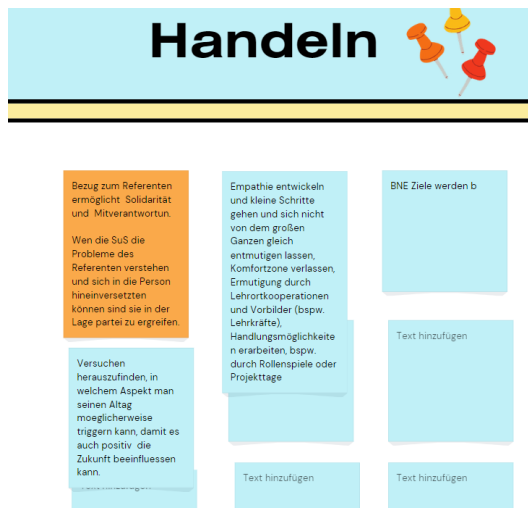 Handeln
Bezug zum Referenten
ermöglicht Solidarität
und Mitverantwortun.
Wen die SuS die
Probleme des
Referenten verstehen
und sich in die Person
hineinversetzten
können sind sie in der
Lage partei zu ergreifen.
Versuchen
herauszufinden, in
welchem Aspekt man
seinen Altag
moeglicherweise
triggern kann, damit es
auch positiv die
Zukunft beeinflussen
kann.
Empathie entwickeln
und kleine Schritte
gehen und sich nicht
von dem großen
Ganzen gleich
entmutigen lassen,
Komfortzone verlassen,
Ermutigung durch
Lehrortkooperationen
und Vorbilder (bspw.
Lehrkräfte),
Handlungsmöglichkeite
n erarbeiten, bspw.
durch Rollenspiele oder
Projekttage
BNE Ziele werden b
Text hinzufügen
Text hinzufügen
Text hinzufügen